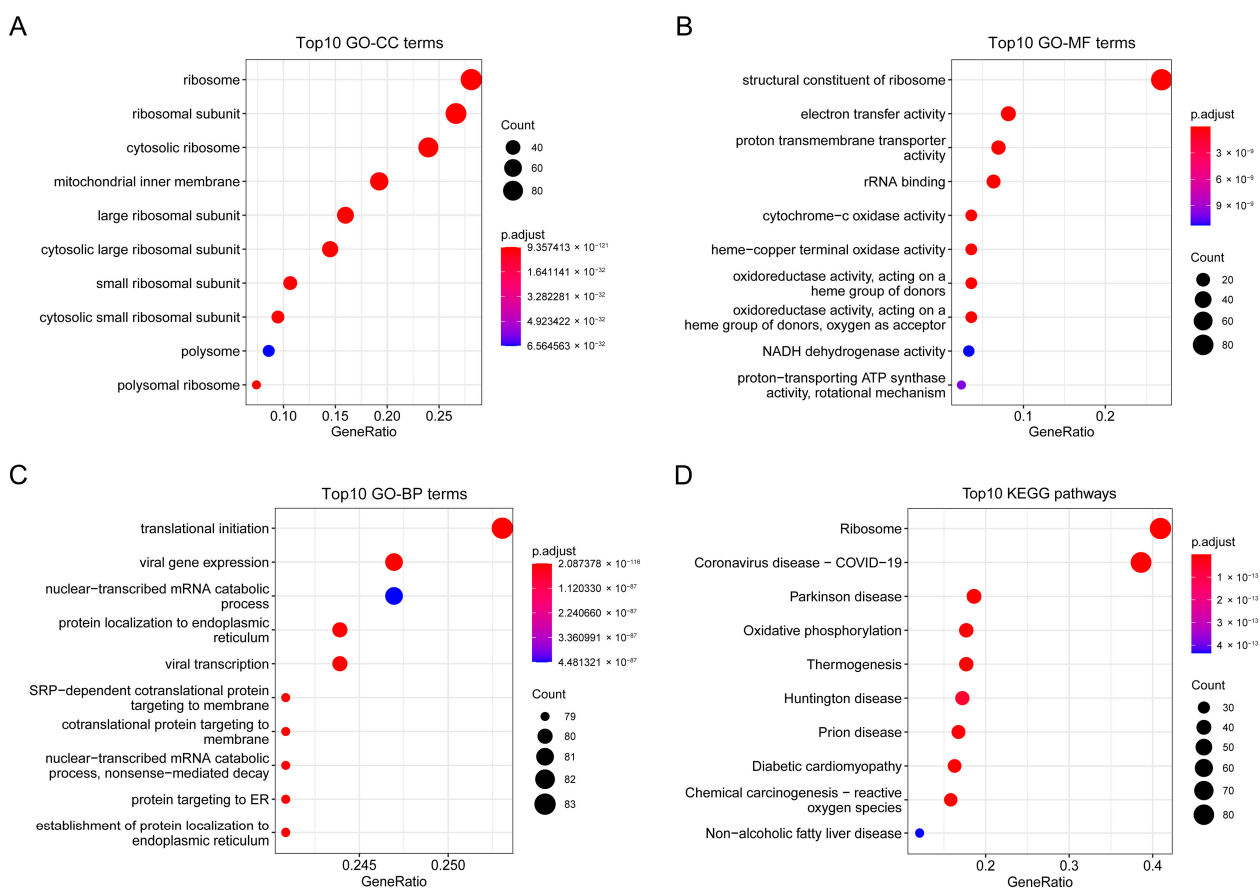 A
Top10 GO-CC terms
ribosome
ribosomal subunit
cytosolic ribosome
mitochondrial inner membrane
large ribosomal subunit
cytosolic large ribosomal subunit
small ribosomal subunit
cytosolic small ribosomal subunit
polysome
polysomal ribosome
0.10 0.15 0.20 0.25
GeneRatio
Count
40
60
80
p.adjust
9.357413 × 10⁻¹²¹
1.641141 × 10⁻³²
3.282281 × 10⁻³²
4.923422 × 10⁻³²
6.564563 × 10⁻³²
B
Top10 GO-MF terms
structural constituent of ribosome
electron transfer activity
proton transmembrane transporter
activity
rRNA binding
cytochrome−c oxidase activity
heme−copper terminal oxidase activity
oxidoreductase activity, acting on a
heme group of donors
oxidoreductase activity, acting on a
heme group of donors, oxygen as acceptor
NADH dehydrogenase activity
proton−transporting ATP synthase
activity, rotational mechanism
0.1 0.2
GeneRatio
p.adjust
3 × 10⁻⁹
6 × 10⁻⁹
9 × 10⁻⁹
Count
20
40
60
80
C
Top10 GO-BP terms
translational initiation
viral gene expression
nuclear−transcribed mRNA catabolic
process
protein localization to endoplasmic
reticulum
viral transcription
SRP−dependent cotranslational protein
targeting to membrane
cotranslational protein targeting to
membrane
nuclear−transcribed mRNA catabolic
process, nonsense−mediated decay
protein targeting to ER
establishment of protein localization to
endoplasmic reticulum
0.245 0.250
GeneRatio
p.adjust
2.087378 × 10⁻¹¹⁶
1.120330 × 10⁻⁸⁷
2.240660 × 10⁻⁸⁷
3.360991 × 10⁻⁸⁷
4.481321 × 10⁻⁸⁷
Count
79
80
81
82
83
D
Top10 KEGG pathways
Ribosome
Coronavirus disease − COVID−19
Parkinson disease
Oxidative phosphorylation
Thermogenesis
Huntington disease
Prion disease
Diabetic cardiomyopathy
Chemical carcinogenesis − reactive
oxygen species
Non−alcoholic fatty liver disease
0.2 0.3 0.4
GeneRatio
p.adjust
1 × 10⁻¹³
2 × 10⁻¹³
3 × 10⁻¹³
4 × 10⁻¹³
Count
30
40
50
60
70
80